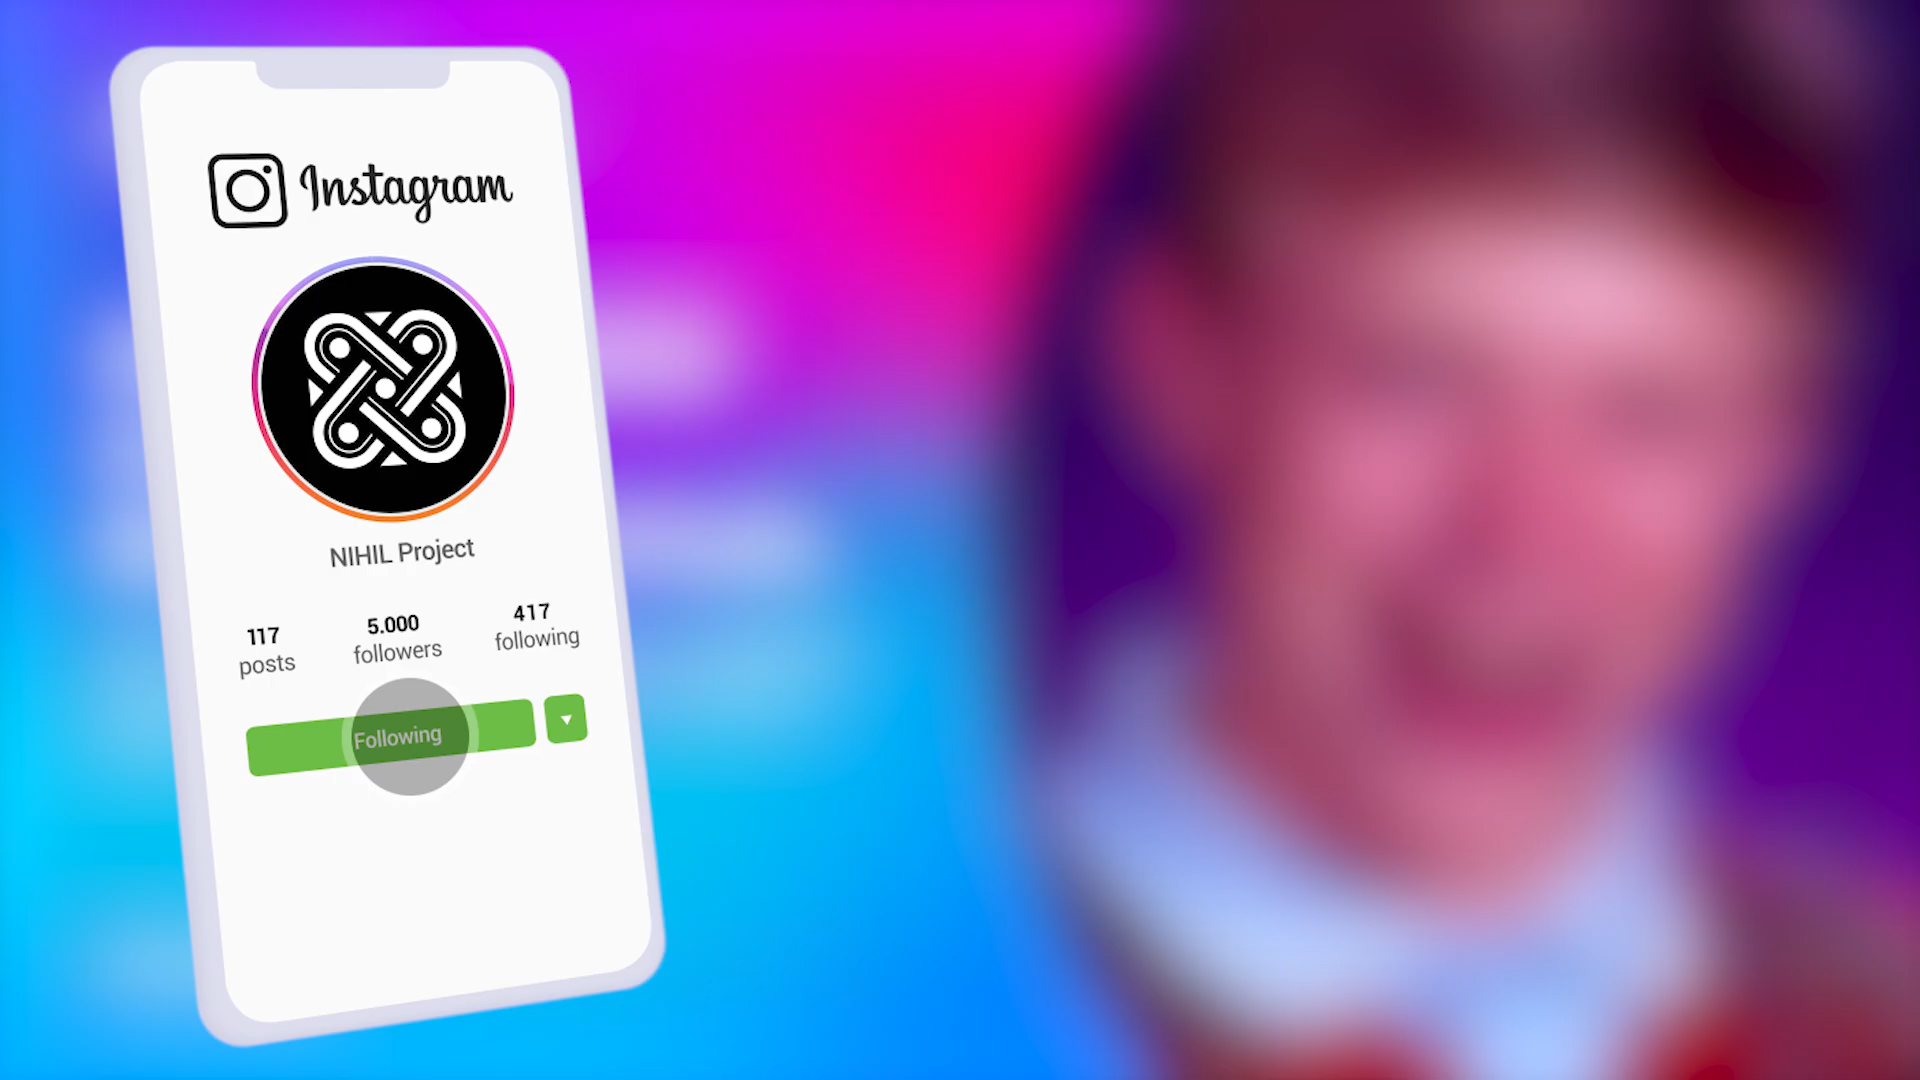 Instagram
NIHIL Project
117 5.000 417
posts followers following
Following